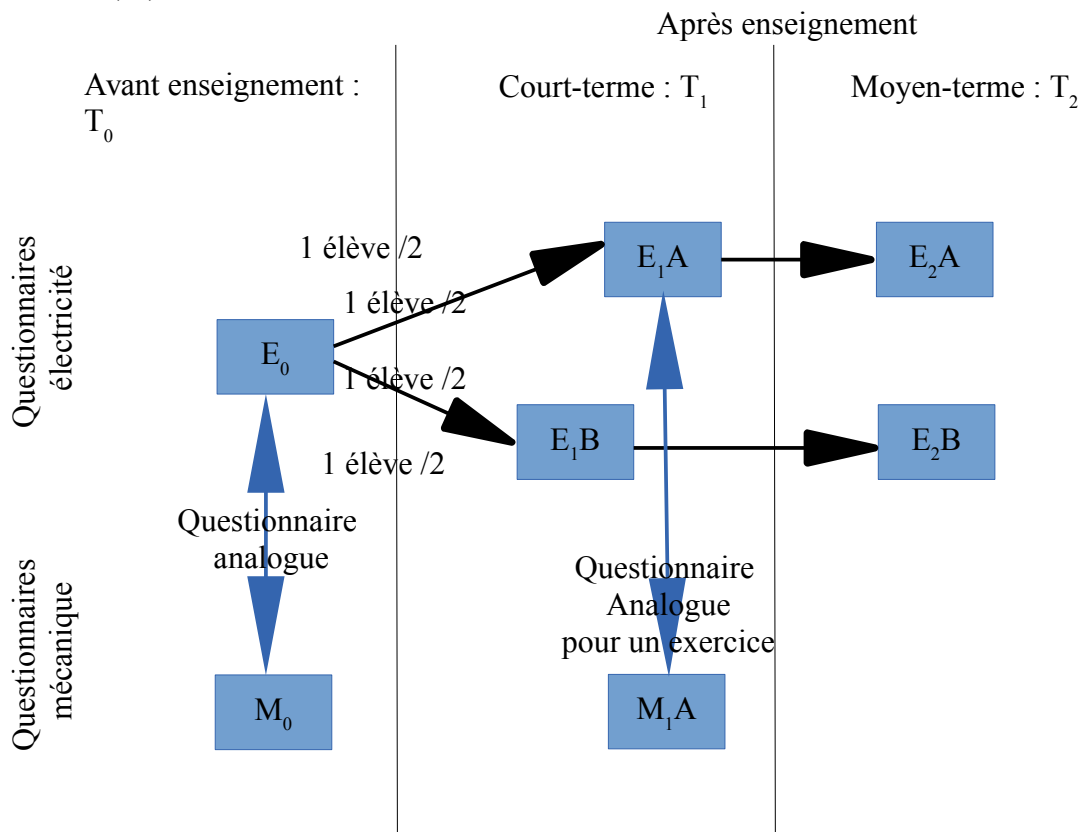 Après enseignement
Avant enseignement :
T₀
Court-terme : T₁
Moyen-terme : T₂
Questionnaires
électricité
1 élève /2
1 élève /2
1 élève /2
1 élève /2
E₀
E₁A
E₂A
E₁B
E₂B
Questionnaire
analogue
Questionnaire
Analogue
pour un exercice
Questionnaires
mécanique
M₀
M₁A